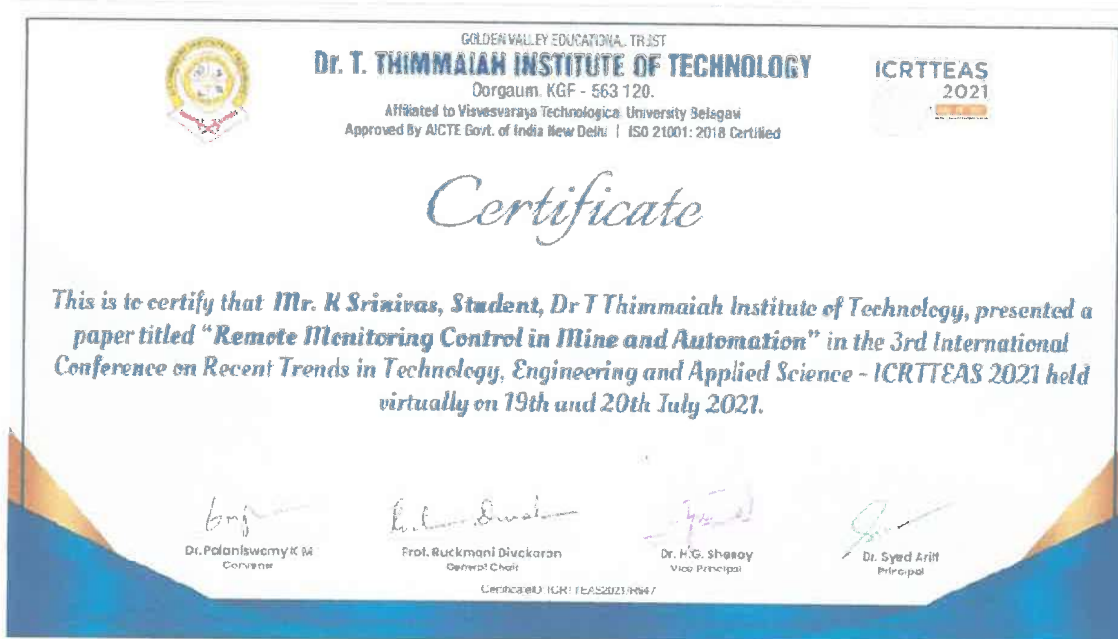 GOLDEN VALLEY EDUCATIONAL TRUST
Dr. T. THIMMAIAH INSTITUTE OF TECHNOLOGY
Oorgaum, KGF - 563 120.
Affiliated to Visvesvaraya Technological University Belagavi
Approved By AICTE Govt. of India New Delhi | ISO 21001: 2018 Certified
ICRTTEAS
2021
Certificate
This is to certify that Mr. K Srinivas, Student, Dr T Thimmaiah Institute of Technology, presented a
paper titled “Remote Monitoring Control in Mine and Automation” in the 3rd International
Conference on Recent Trends in Technology, Engineering and Applied Science - ICRTTEAS 2021 held
virtually on 19th and 20th July 2021.
Dr. Palaniswamy K M
Convener
Prof. Ruckmani Divakaran
General Chair
Dr. H.G. Shenoy
Vice Principal
Dr. Syed Ariff
Principal
CertificateID: ICRTTEAS2021/R647